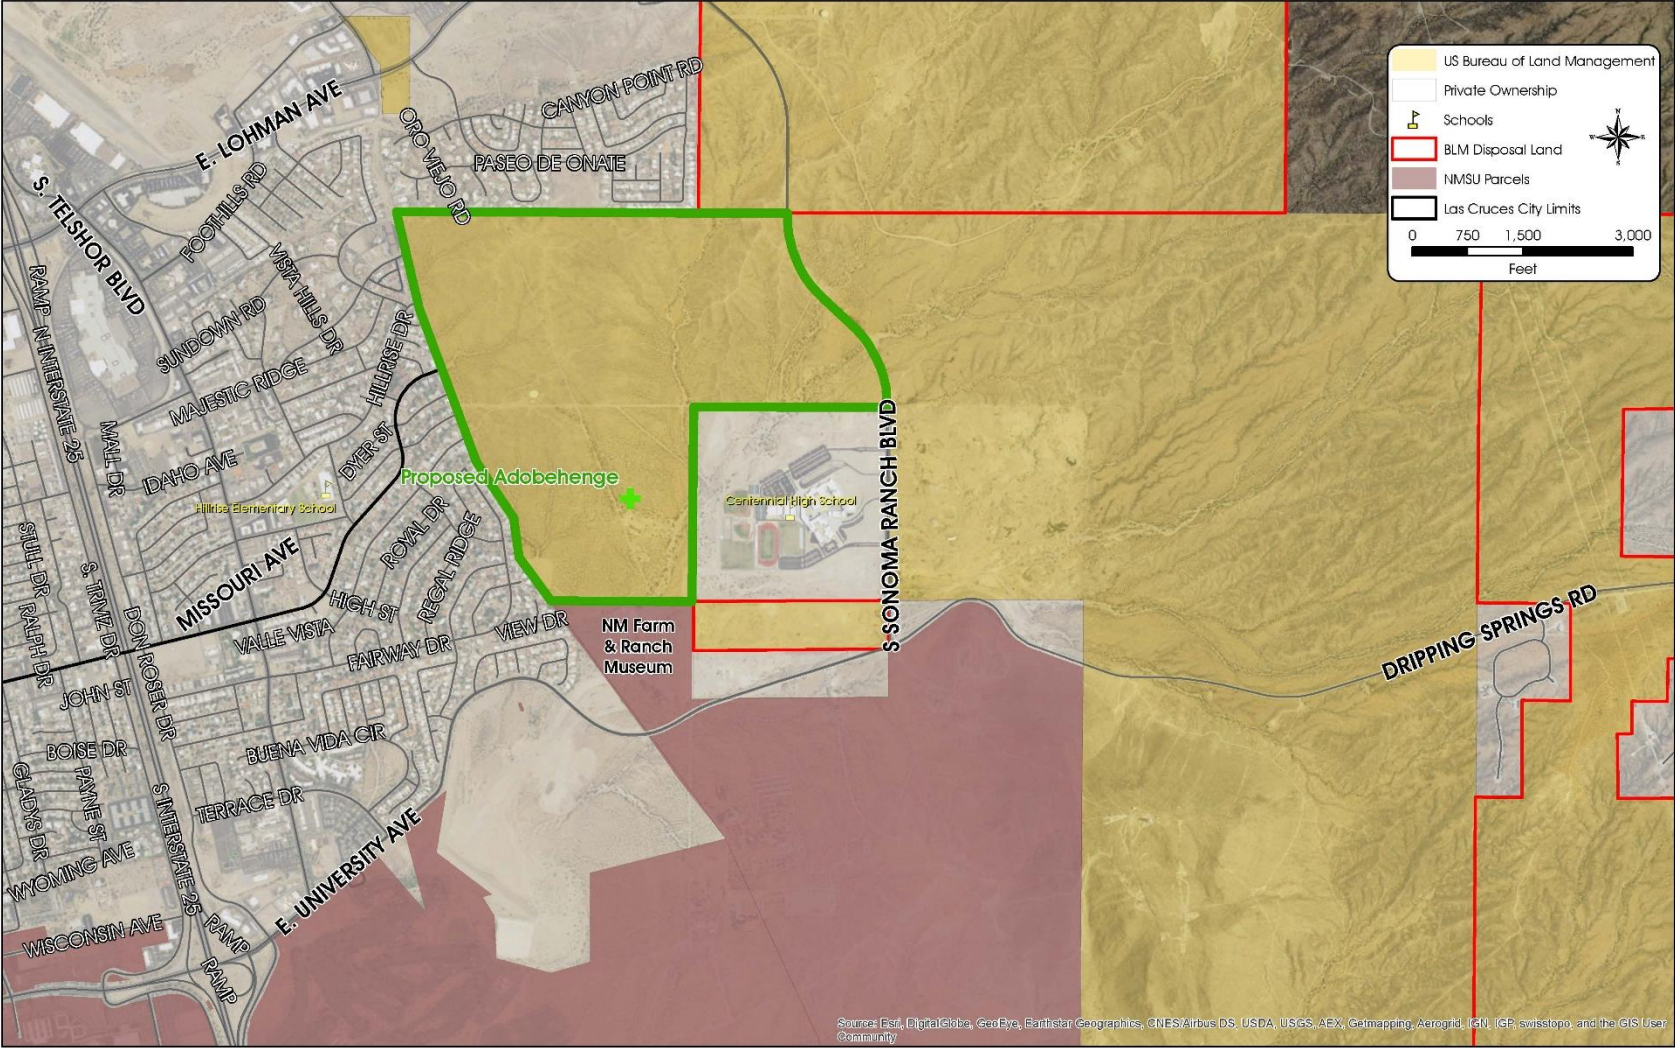 CANYON POINT RD
E. LOHMAN AVE
ORO VIEJO RD
PASEO DE ONATE
FOOTHILLS RD
S. TELSHOR BLVD
VISTA HILLS DR
RAMP N INTERSTATE 25
SUNDOWN RD
HILLRISE DR
MAJESTIC RIDGE
MALL DR
IDAHO AVE
DYER ST
Proposed Adobehenge
Hillrise Elementary School
Centennial High School
S SONOMA RANCH BLVD
ROYAL DR
REGAL RIDGE
STULL DR
MISSOURI AVE
S. TRIVIZ DR
HIGH ST
RALPH DR
DON ROSER DR
VALLE VISTA
VIEW DR
FAIRWAY DR
NM Farm
& Ranch
Museum
DRIPPING SPRINGS RD
JOHN ST
BOISE DR
BUENA VIDA CIR
GLADYS DR
PAYNE ST
S INTERSTATE 25
TERRACE DR
E. UNIVERSITY AVE
WYOMING AVE
WISCONSIN AVE
RAMP
RAMP
US Bureau of Land Management
Private Ownership
Schools
BLM Disposal Land
NMSU Parcels
Las Cruces City Limits
N
W E
S
0 750 1,500 3,000
Feet
Source: Esri, DigitalGlobe, GeoEye, Earthstar Geographics, CNES/Airbus DS, USDA, USGS, AEX, Getmapping, Aerogrid, IGN, IGP, swisstopo, and the GIS User
Community